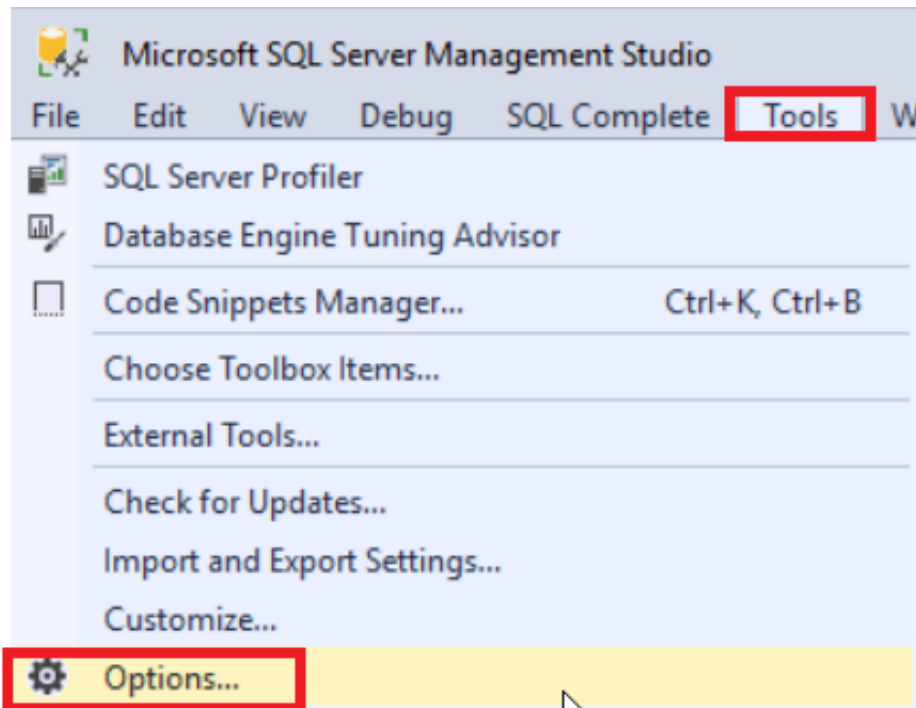 Microsoft SQL Server Management Studio
File Edit View Debug SQL Complete Tools W
SQL Server Profiler
Database Engine Tuning Advisor
Code Snippets Manager... Ctrl+K, Ctrl+B
Choose Toolbox Items...
External Tools...
Check for Updates...
Import and Export Settings...
Customize...
Options...